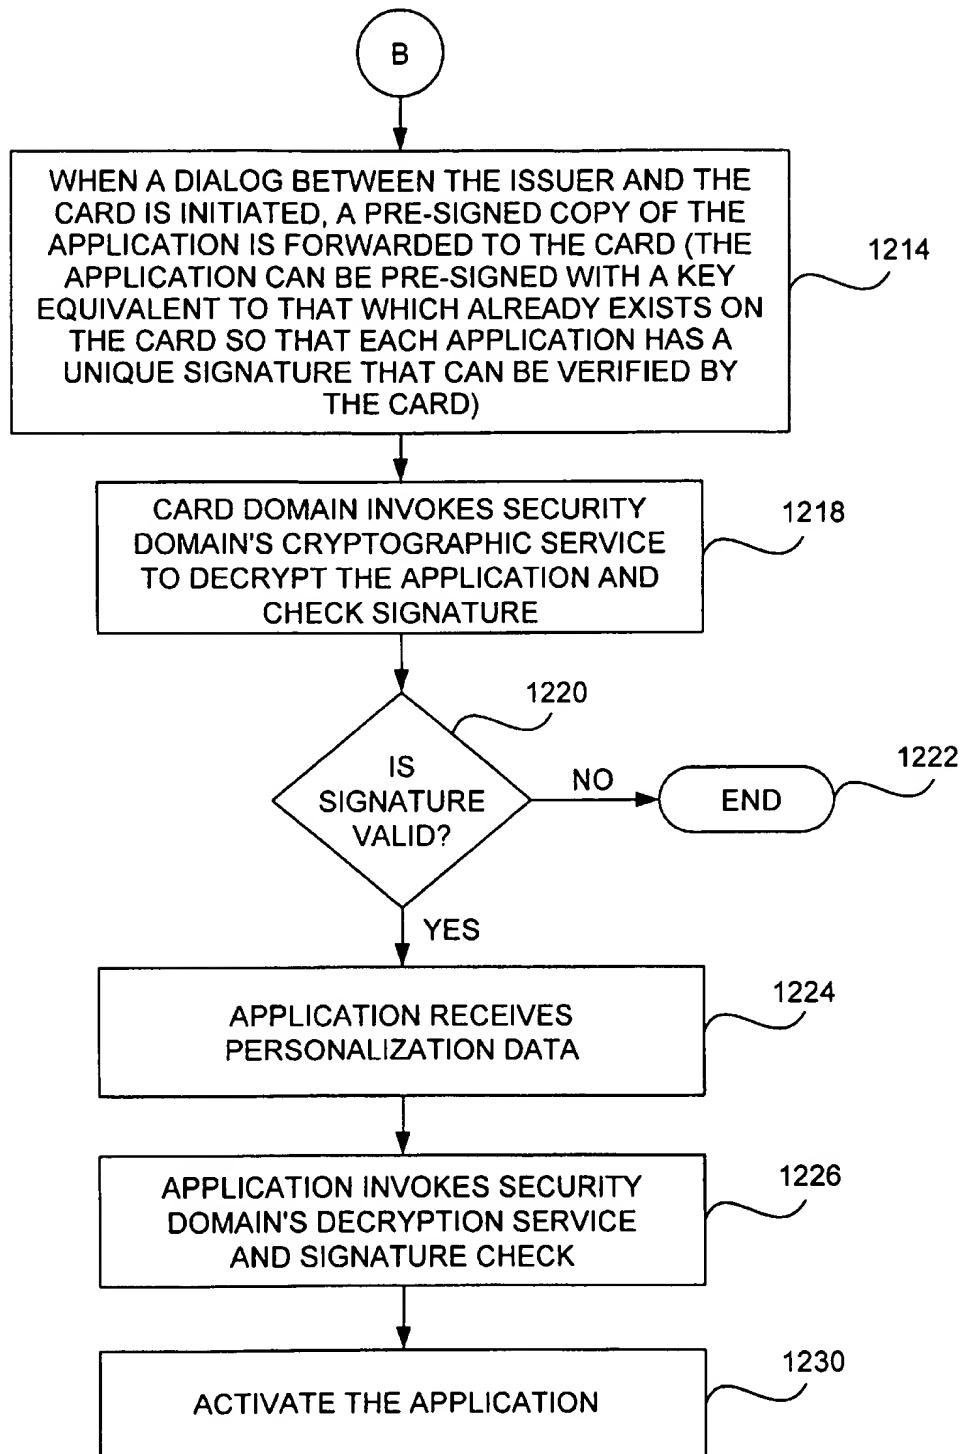 B
WHEN A DIALOG BETWEEN THE ISSUER AND THE
CARD IS INITIATED, A PRE-SIGNED COPY OF THE
APPLICATION IS FORWARDED TO THE CARD (THE
APPLICATION CAN BE PRE-SIGNED WITH A KEY
EQUIVALENT TO THAT WHICH ALREADY EXISTS ON
THE CARD SO THAT EACH APPLICATION HAS A
UNIQUE SIGNATURE THAT CAN BE VERIFIED BY
THE CARD)
1214
CARD DOMAIN INVOKES SECURITY
DOMAIN'S CRYPTOGRAPHIC SERVICE
TO DECRYPT THE APPLICATION AND
CHECK SIGNATURE
1218
IS
SIGNATURE
VALID?
1220
NO
END
1222
YES
APPLICATION RECEIVES
PERSONALIZATION DATA
1224
APPLICATION INVOKES SECURITY
DOMAIN'S DECRYPTION SERVICE
AND SIGNATURE CHECK
1226
ACTIVATE THE APPLICATION
1230